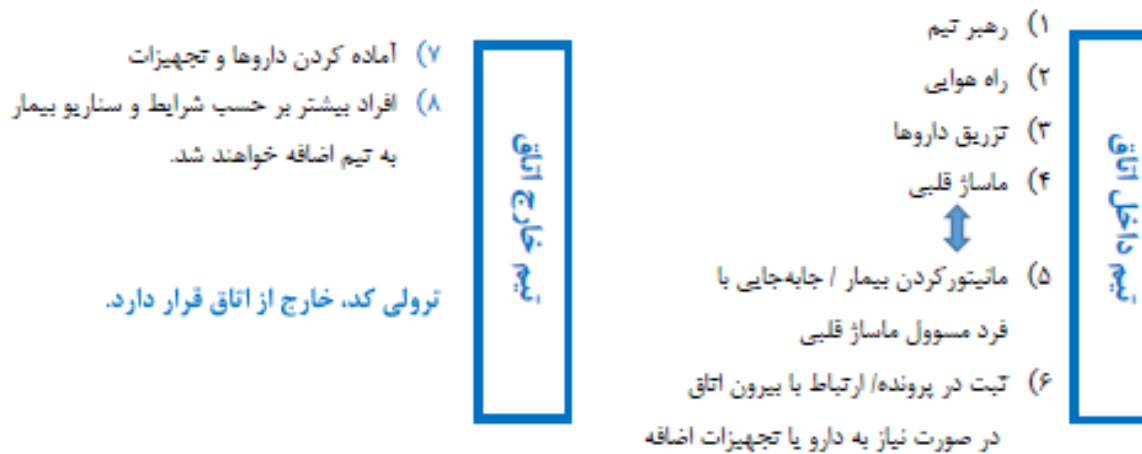 تیم داخل اتاق
۱) رهبر تیم
۲) راه هوایی
۳) تزریق داروها
۴) ماساژ قلبی
۵) مانیتورکردن بیمار / جابه‌جایی با
فرد مسوول ماساژ قلبی
۶) ثبت در پرونده/ ارتباط با بیرون اتاق
در صورت نیاز به دارو یا تجهیزات اضافه
تیم خارج اتاق
۷) آماده کردن داروها و تجهیزات
۸) افراد بیشتر بر حسب شرایط و سناریو بیمار
به تیم اضافه خواهند شد.
ترولی کد، خارج از اتاق قرار دارد.